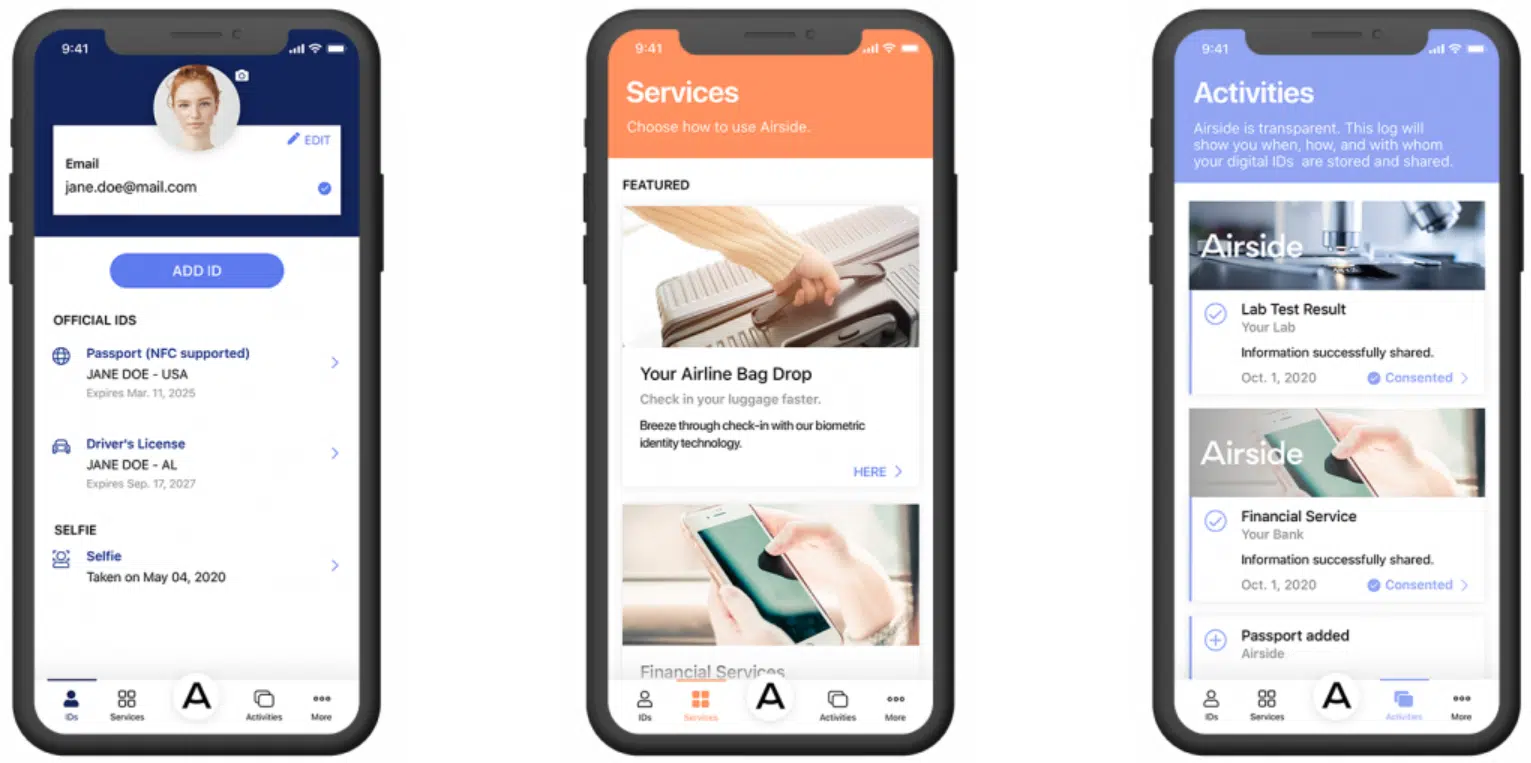 9:41
EDIT
Email
jane.doe@mail.com
ADD ID
OFFICIAL IDS
Passport (NFC supported)
JANE DOE - USA
Expires Mar. 11, 2025
Driver's License
JANE DOE - AL
Expires Sep. 17, 2027
SELFIE
Selfie
Taken on May 04, 2020
IDs Services A Activities More
9:41
Services
Choose how to use Airside.
FEATURED
Your Airline Bag Drop
Check in your luggage faster.
Breeze through check-in with our biometric
identity technology.
HERE
Financial Services
IDs Services A Activities More
9:41
Activities
Airside is transparent. This log will
show you when, how, and with whom
your digital IDs are stored and shared.
Airside
Lab Test Result
Your Lab
Information successfully shared.
Oct. 1, 2020 Consented
Airside
Financial Service
Your Bank
Information successfully shared.
Oct. 1, 2020 Consented
Passport added
Airside
IDs Services A Activities More